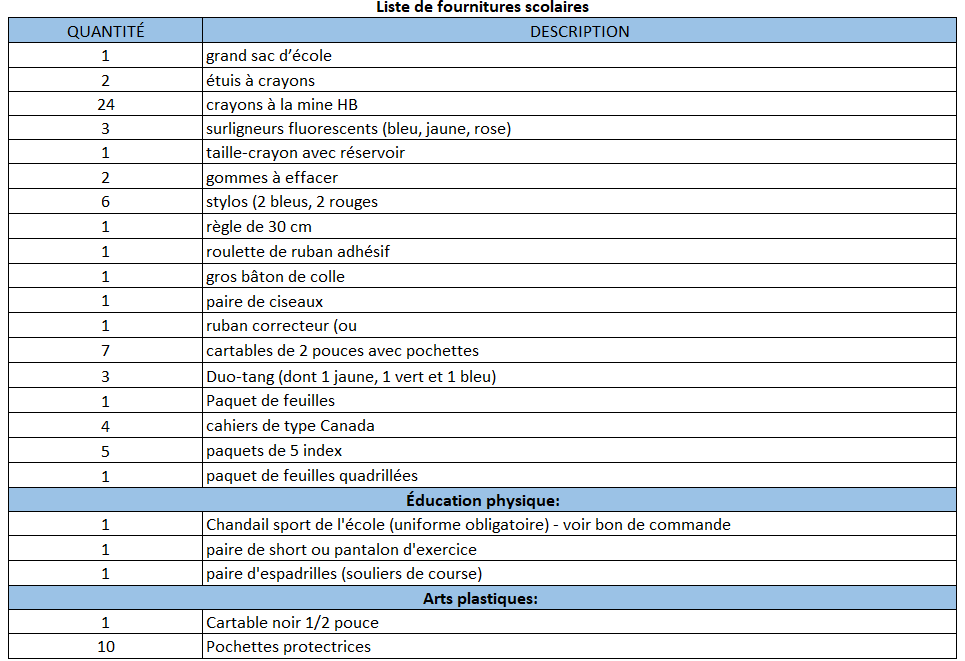 Liste de fournitures scolaires
QUANTITÉ DESCRIPTION
1 grand sac d’école
2 étuis à crayons
24 crayons à la mine HB
3 surligneurs fluorescents (bleu, jaune, rose)
1 taille-crayon avec réservoir
2 gommes à effacer
6 stylos (2 bleus, 2 rouges
1 règle de 30 cm
1 roulette de ruban adhésif
1 gros bâton de colle
1 paire de ciseaux
1 ruban correcteur (ou
7 cartables de 2 pouces avec pochettes
3 Duo-tang (dont 1 jaune, 1 vert et 1 bleu)
1 Paquet de feuilles
4 cahiers de type Canada
5 paquets de 5 index
1 paquet de feuilles quadrillées
Éducation physique:
1 Chandail sport de l'école (uniforme obligatoire) - voir bon de commande
1 paire de short ou pantalon d'exercice
1 paire d'espadrilles (souliers de course)
Arts plastiques:
1 Cartable noir 1/2 pouce
10 Pochettes protectrices